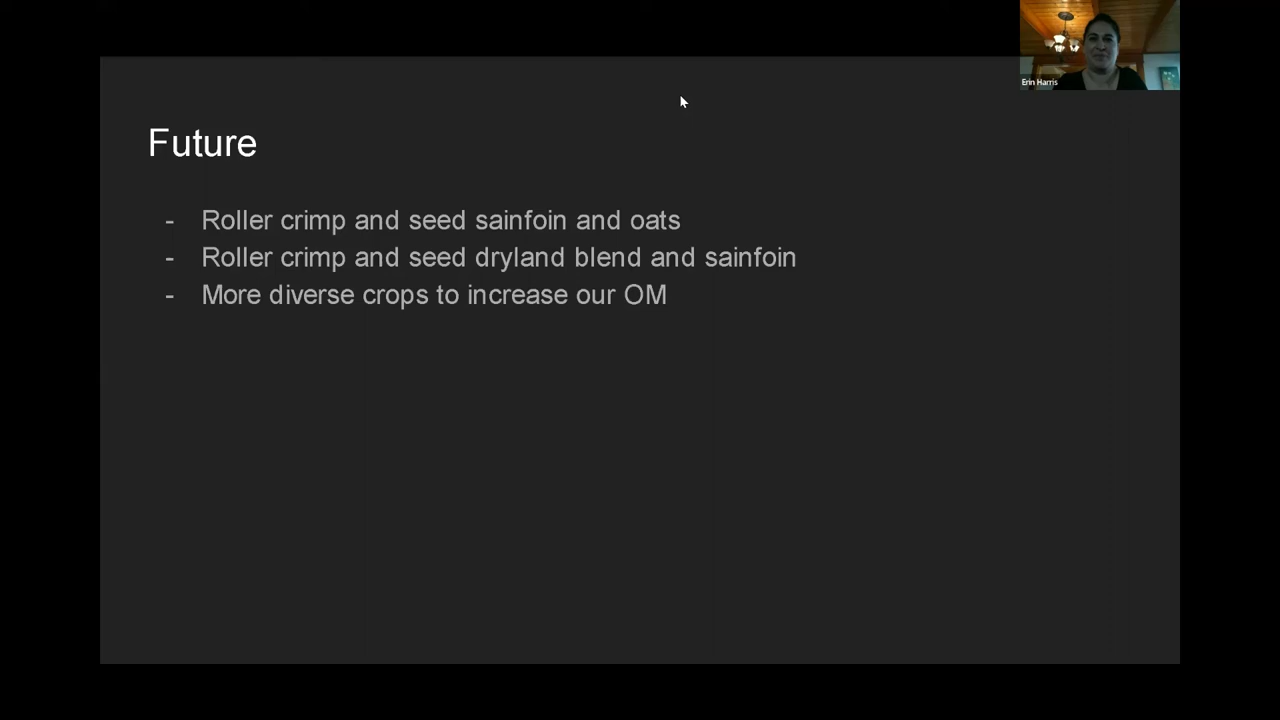 Erin Harris
Future
- Roller crimp and seed sainfoin and oats
- Roller crimp and seed dryland blend and sainfoin
- More diverse crops to increase our OM